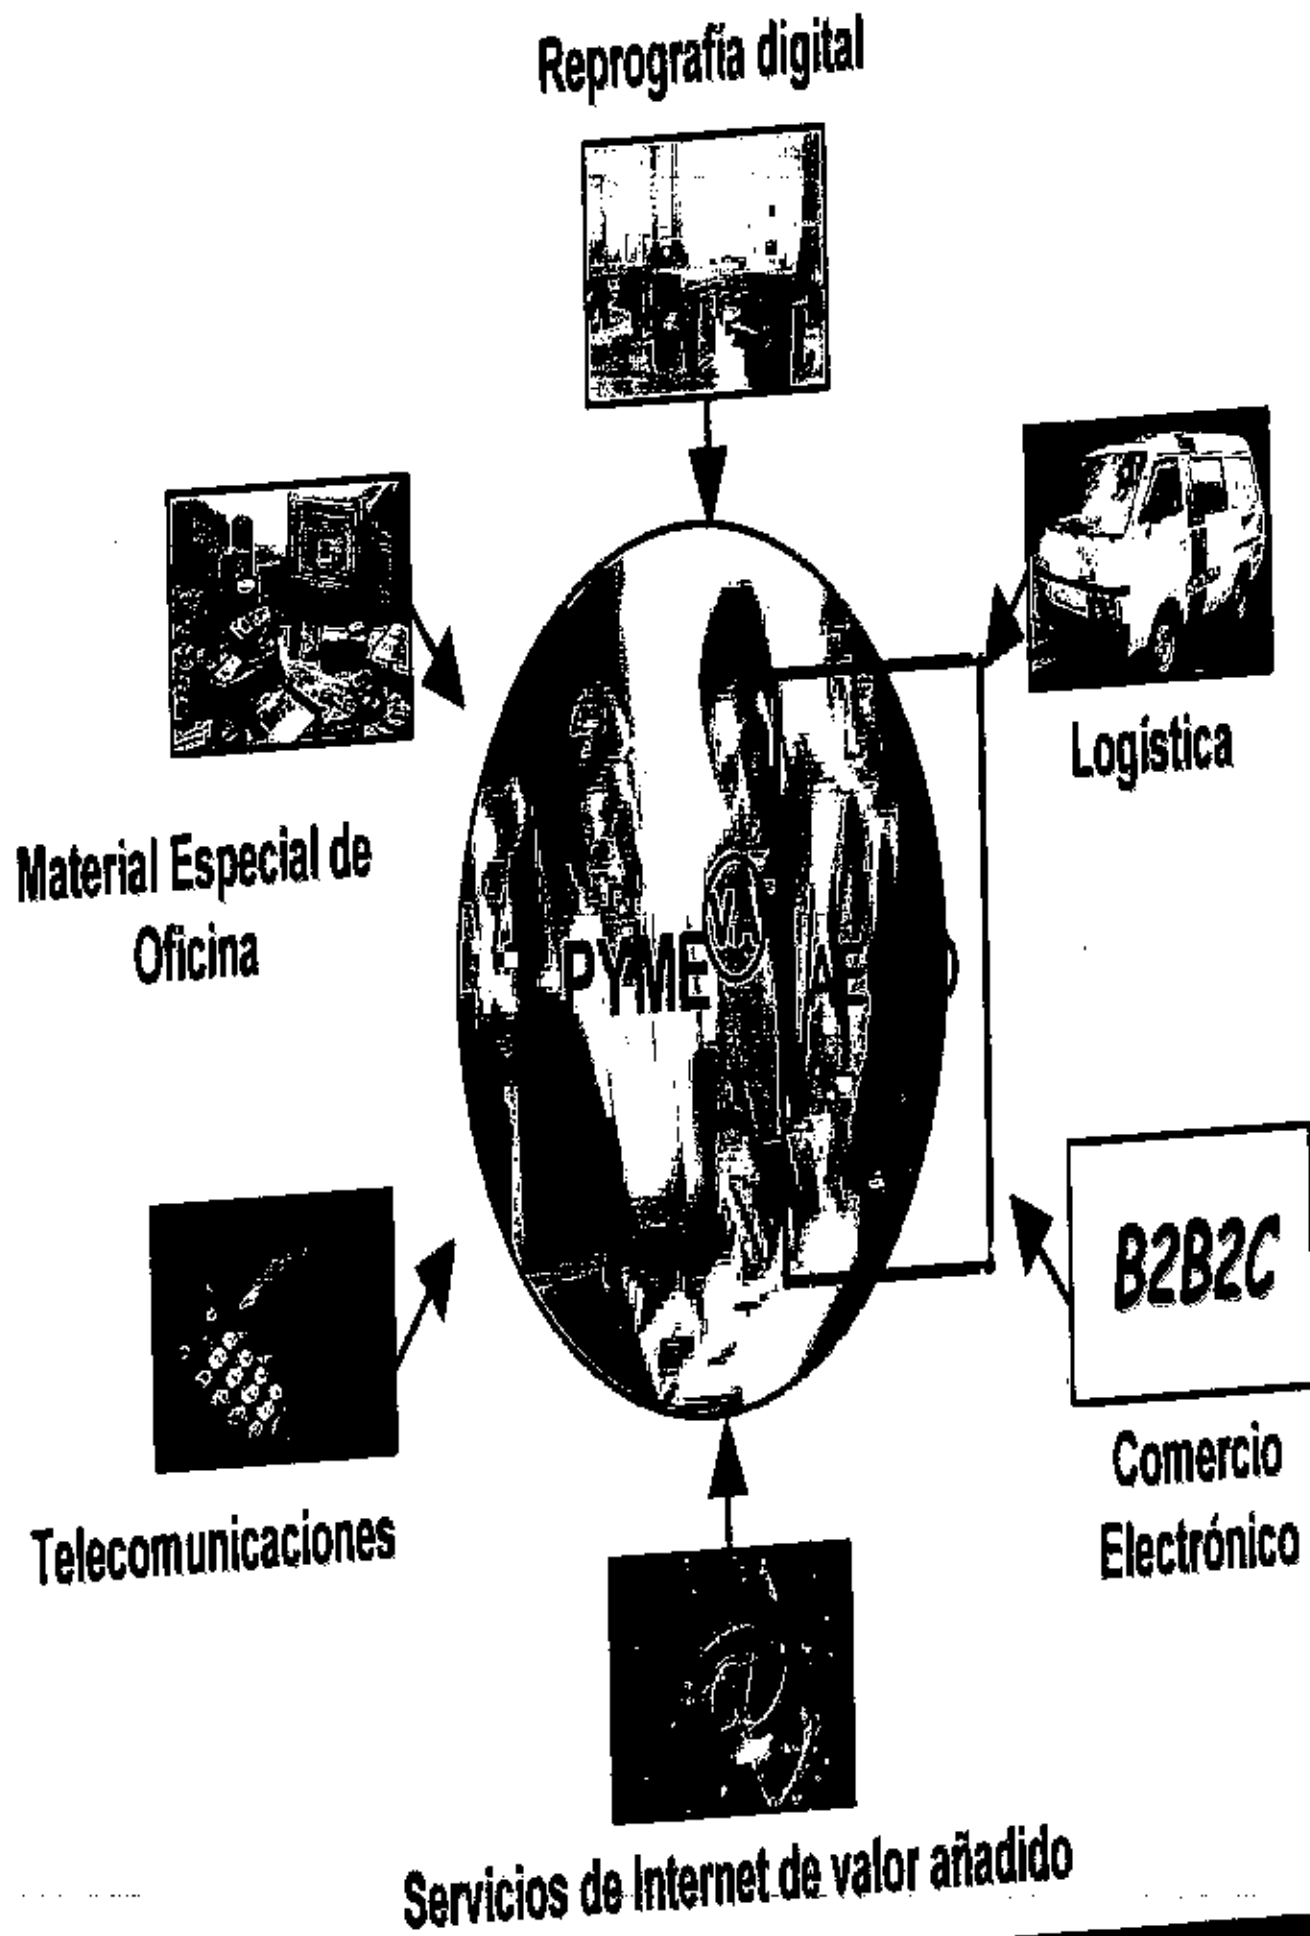 Reprografía digital
Logística
Material Especial de
Oficina
PYME
B2B2C
Comercio
Electrónico
Telecomunicaciones
Servicios de Internet de valor añadido